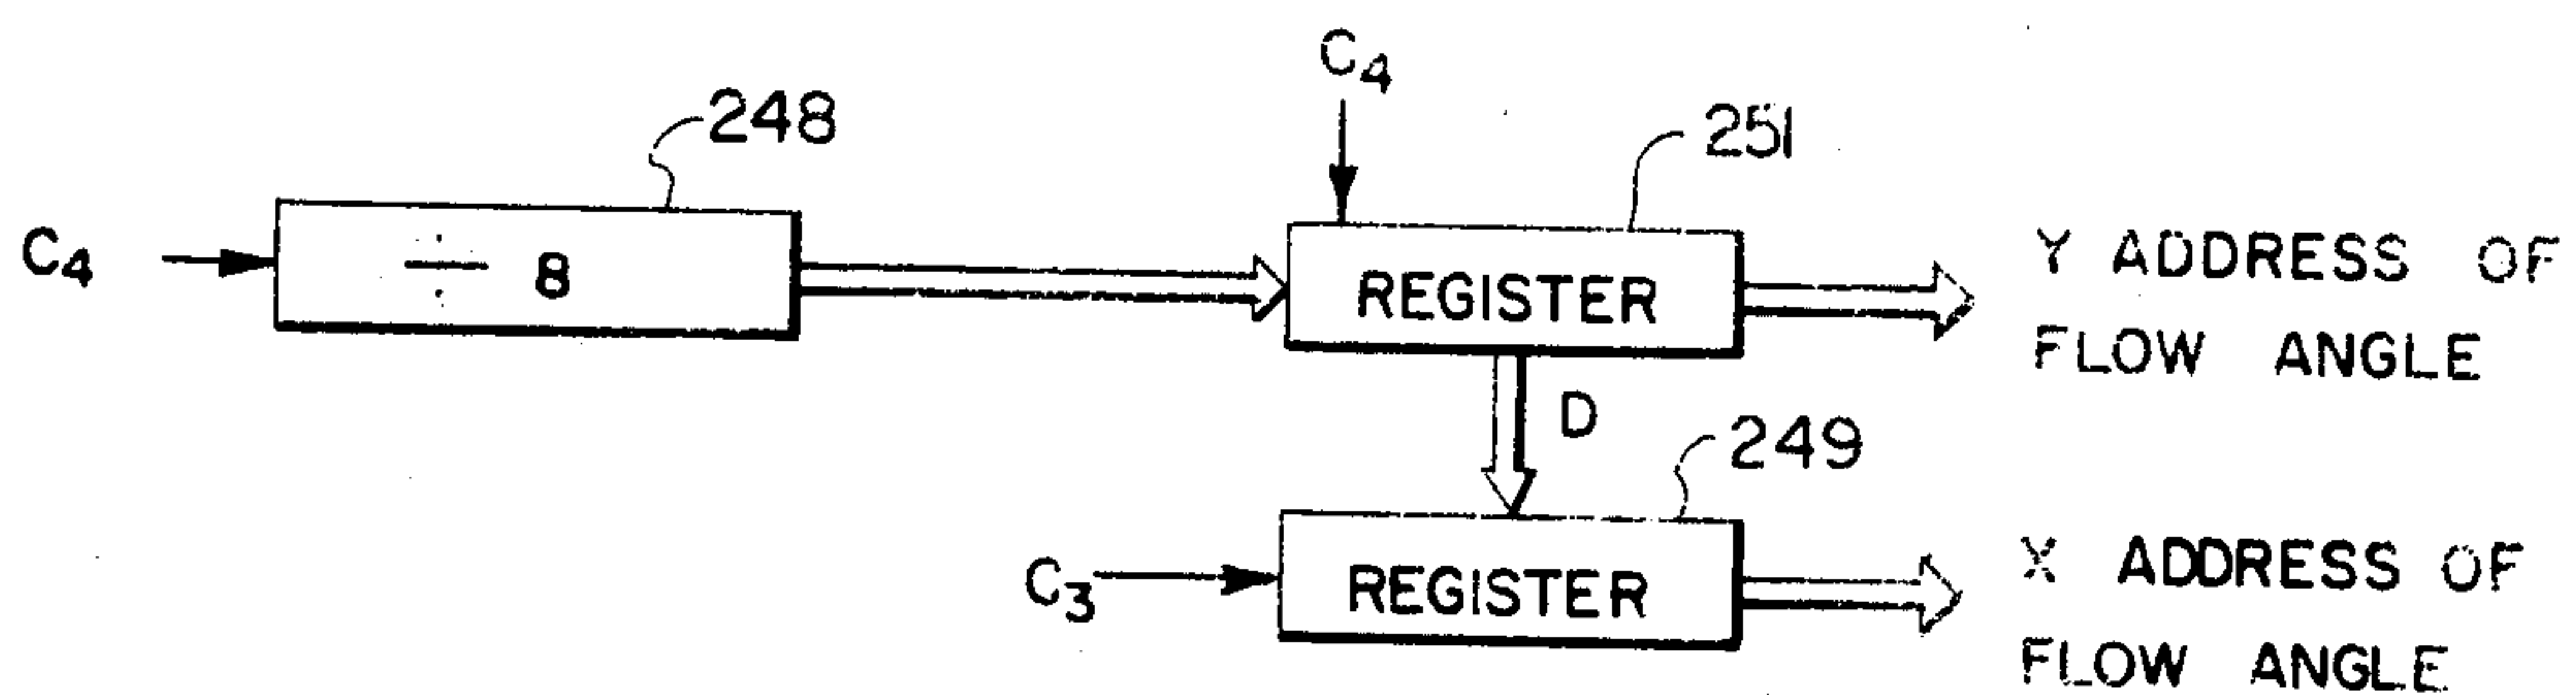 C4
248
251
C4
÷ 8
REGISTER
Y ADDRESS OF
FLOW ANGLE
D
249
C3
REGISTER
X ADDRESS OF
FLOW ANGLE